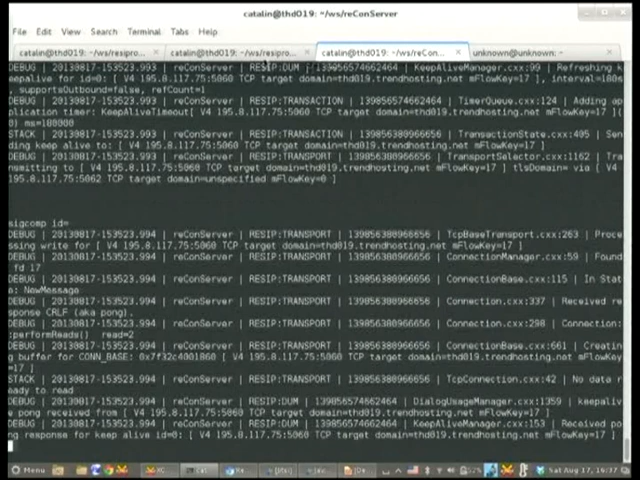 catalin@thd019: ~/ws/reConServer
File Edit View Search Terminal Tabs Help
catalin@thd019: ~/ws/resipro... × catalin@thd019: ~/ws/resipro... × catalin@thd019: ~/ws/reCon... × unknown@unknown: ~ ×
DEBUG | 20130817-153523.993 | reConServer | RESIP:DUM | 139856574662464 | KeepAliveManager.cxx:99 | Refreshing k
eepalive for id=0: [ V4 195.8.117.75:5060 TCP target domain=thd019.trendhosting.net mFlowKey=17 ], interval=180s
, supportsOutbound=false, refCount=1
DEBUG | 20130817-153523.993 | reConServer | RESIP:TRANSACTION | 139856574662464 | TimerQueue.cxx:124 | Adding ap
plication timer: KeepAliveTimeout[ V4 195.8.117.75:5060 TCP target domain=thd019.trendhosting.net mFlowKey=17 ](
0) ms=180000
STACK | 20130817-153523.993 | reConServer | RESIP:TRANSACTION | 139856380966656 | TransactionState.cxx:405 | Sen
ding keep alive to: [ V4 195.8.117.75:5060 TCP target domain=thd019.trendhosting.net mFlowKey=17 ]
DEBUG | 20130817-153523.993 | reConServer | RESIP:TRANSPORT | 139856380966656 | TransportSelector.cxx:1162 | Tra
nsmitting to [ V4 195.8.117.75:5060 TCP target domain=thd019.trendhosting.net mFlowKey=17 ] tlsDomain= via [ V4
195.8.117.75:5062 TCP target domain=unspecified mFlowKey=0 ]
sigcomp id=
DEBUG | 20130817-153523.994 | reConServer | RESIP:TRANSPORT | 139856380966656 | TcpBaseTransport.cxx:263 | Proce
ssing write for [ V4 195.8.117.75:5060 TCP target domain=thd019.trendhosting.net mFlowKey=17 ]
DEBUG | 20130817-153523.994 | reConServer | RESIP:TRANSPORT | 139856380966656 | ConnectionManager.cxx:59 | Found
fd 17
DEBUG | 20130817-153523.994 | reConServer | RESIP:TRANSPORT | 139856380966656 | ConnectionBase.cxx:115 | In Stat
e: NewMessage
DEBUG | 20130817-153523.994 | reConServer | RESIP:TRANSPORT | 139856380966656 | Connection.cxx:337 | Received re
sponse CRLF (aka pong).
DEBUG | 20130817-153523.994 | reConServer | RESIP:TRANSPORT | 139856380966656 | Connection.cxx:298 | Connection:
:performReads() read=2
DEBUG | 20130817-153523.994 | reConServer | RESIP:TRANSPORT | 139856380966656 | ConnectionBase.cxx:661 | Creatin
g buffer for CONN_BASE: 0x7f32c4001860 [ V4 195.8.117.75:5060 TCP target domain=thd019.trendhosting.net mFlowKey
=17 ]
STACK | 20130817-153523.994 | reConServer | RESIP:TRANSPORT | 139856380966656 | TcpConnection.cxx:42 | No data r
eady to read
DEBUG | 20130817-153523.994 | reConServer | RESIP:DUM | 139856574662464 | DialogUsageManager.cxx:1359 | keepaliv
e pong received from [ V4 195.8.117.75:5060 TCP target domain=thd019.trendhosting.net mFlowKey=17 ]
DEBUG | 20130817-153523.994 | reConServer | RESIP:DUM | 139856574662464 | KeepAliveManager.cxx:153 | Received po
ng response for keep alive id=0: [ V4 195.8.117.75:5060 TCP target domain=thd019.trendhosting.net mFlowKey=17 ]
Menu Sat Aug 17, 16:37